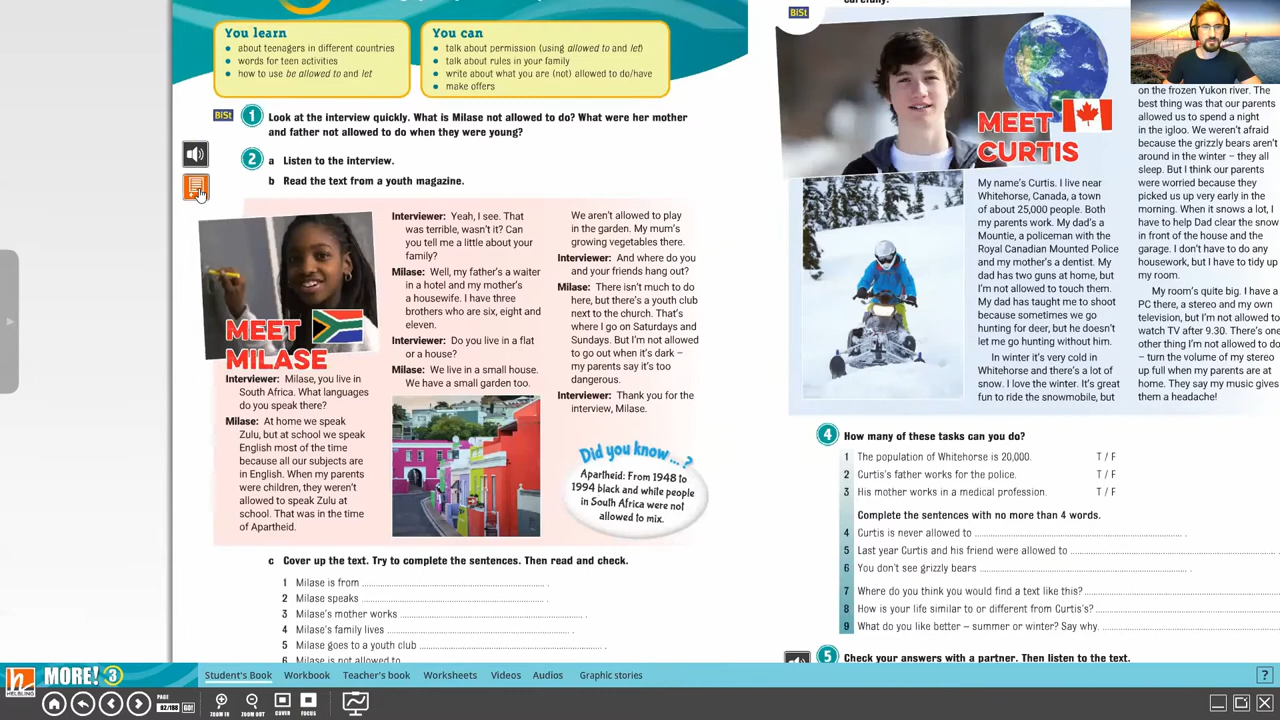 You learn
about teenagers in different countries
words for teen activities
how to use be allowed to and let
You can
talk about permission (using allowed to and let)
talk about rules in your family
write about what you are (not) allowed to do/have
make offers
BiSt
1
Look at the interview quickly. What is Milase not allowed to do? What were her mother
and father not allowed to do when they were young?
2
a Listen to the interview.
b Read the text from a youth magazine.
MEET
MILASE
Interviewer: Milase, you live in
South Africa. What languages
do you speak there?
Milase: At home we speak
Zulu, but at school we speak
English most of the time
because all our subjects are
in English. When my parents
were children, they weren't
allowed to speak Zulu at
school. That was in the time
of Apartheid.
Interviewer: Yeah, I see. That
was terrible, wasn't it? Can
you tell me a little about your
family?
Milase: Well, my father's a waiter
in a hotel and my mother's
a housewife. I have three
brothers who are six, eight and
eleven.
Interviewer: Do you live in a flat
or a house?
Milase: We live in a small house.
We have a small garden too.
We aren't allowed to play
in the garden. My mum's
growing vegetables there.
Interviewer: And where do you
and your friends hang out?
Milase: There isn't much to do
here, but there's a youth club
next to the church. That's
where I go on Saturdays and
Sundays. But I'm not allowed
to go out when it's dark –
my parents say it's too
dangerous.
Interviewer: Thank you for the
interview, Milase.
Did you know...?
Apartheid: From 1948 to
1994 black and white people
in South Africa were not
allowed to mix.
c Cover up the text. Try to complete the sentences. Then read and check.
1 Milase is from
2 Milase speaks
3 Milase's mother works
4 Milase's family lives
5 Milase goes to a youth club
6 Milase is not allowed to
carefully.
BiSt
MEET
CURTIS
My name's Curtis. I live near
Whitehorse, Canada, a town
of about 25,000 people. Both
my parents work. My dad's a
Mountie, a policeman with the
Royal Canadian Mounted Police
and my mother's a dentist. My
dad has two guns at home, but
I'm not allowed to touch them.
My dad has taught me to shoot
because sometimes we go
hunting for deer, but he doesn't
let me go hunting without him.
In winter it's very cold in
Whitehorse and there's a lot of
snow. I love the winter. It's great
fun to ride the snowmobile, but
on the frozen Yukon river. The
best thing was that our parents
allowed us to spend a night
in the igloo. We weren't afraid
because the grizzly bears aren't
around in the winter – they all
sleep. But I think our parents
were worried because they
picked us up very early in the
morning. When it snows a lot, I
have to help Dad clear the snow
in front of the house and the
garage. I don't have to do any
housework, but I have to tidy up
my room.
My room's quite big. I have a
PC there, a stereo and my own
television, but I'm not allowed to
watch TV after 9.30. There's one
other thing I'm not allowed to do
– turn the volume of my stereo
up full when my parents are at
home. They say my music gives
them a headache!
4
How many of these tasks can you do?
1 The population of Whitehorse is 20,000. T / F
2 Curtis's father works for the police. T / F
3 His mother works in a medical profession. T / F
Complete the sentences with no more than 4 words.
4 Curtis is never allowed to
5 Last year Curtis and his friend were allowed to
6 You don't see grizzly bears
7 Where do you think you would find a text like this?
8 How is your life similar to or different from Curtis's?
9 What do you like better – summer or winter? Say why.
5
Check your answers with a partner. Then listen to the text.
HELBLING
MORE! 3
Student's Book
Workbook
Teacher's book
Worksheets
Videos
Audios
Graphic stories
?
PAGE
82/188 GO!
ZOOM IN
ZOOM OUT
COVER
FOCUS